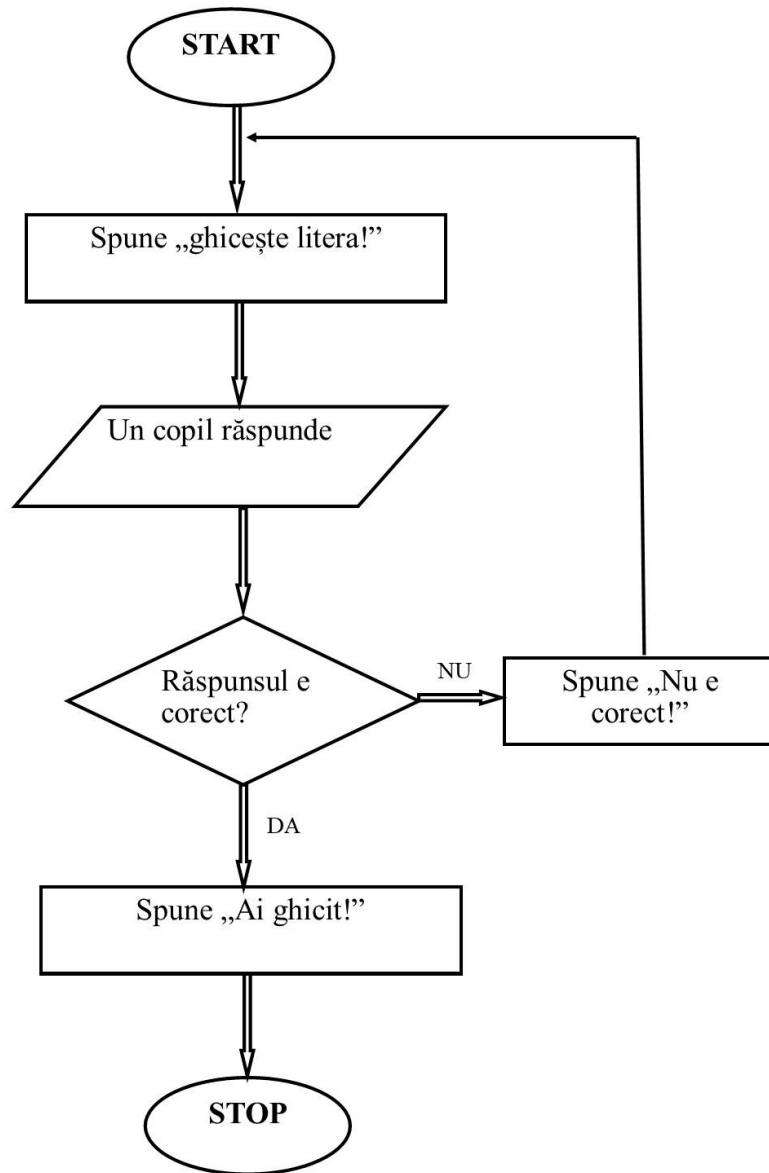 START
Spune „ghicește litera!”
Un copil răspunde
Răspunsul e
corect?
NU
Spune „Nu e
corect!”
DA
Spune „Ai ghicit!”
STOP